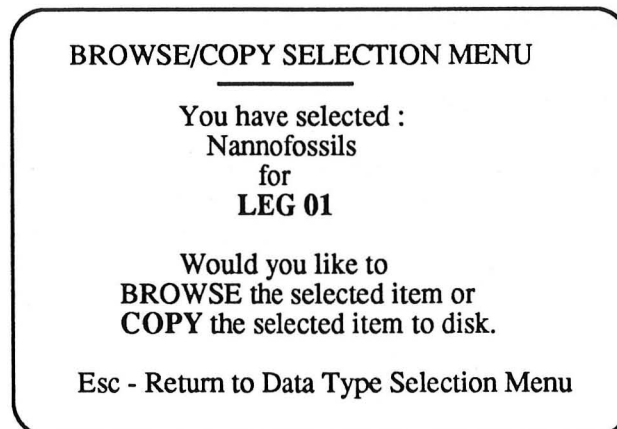 BROWSE/COPY SELECTION MENU
You have selected :
Nannofossils
for
LEG 01
Would you like to
BROWSE the selected item or
COPY the selected item to disk.
Esc - Return to Data Type Selection Menu